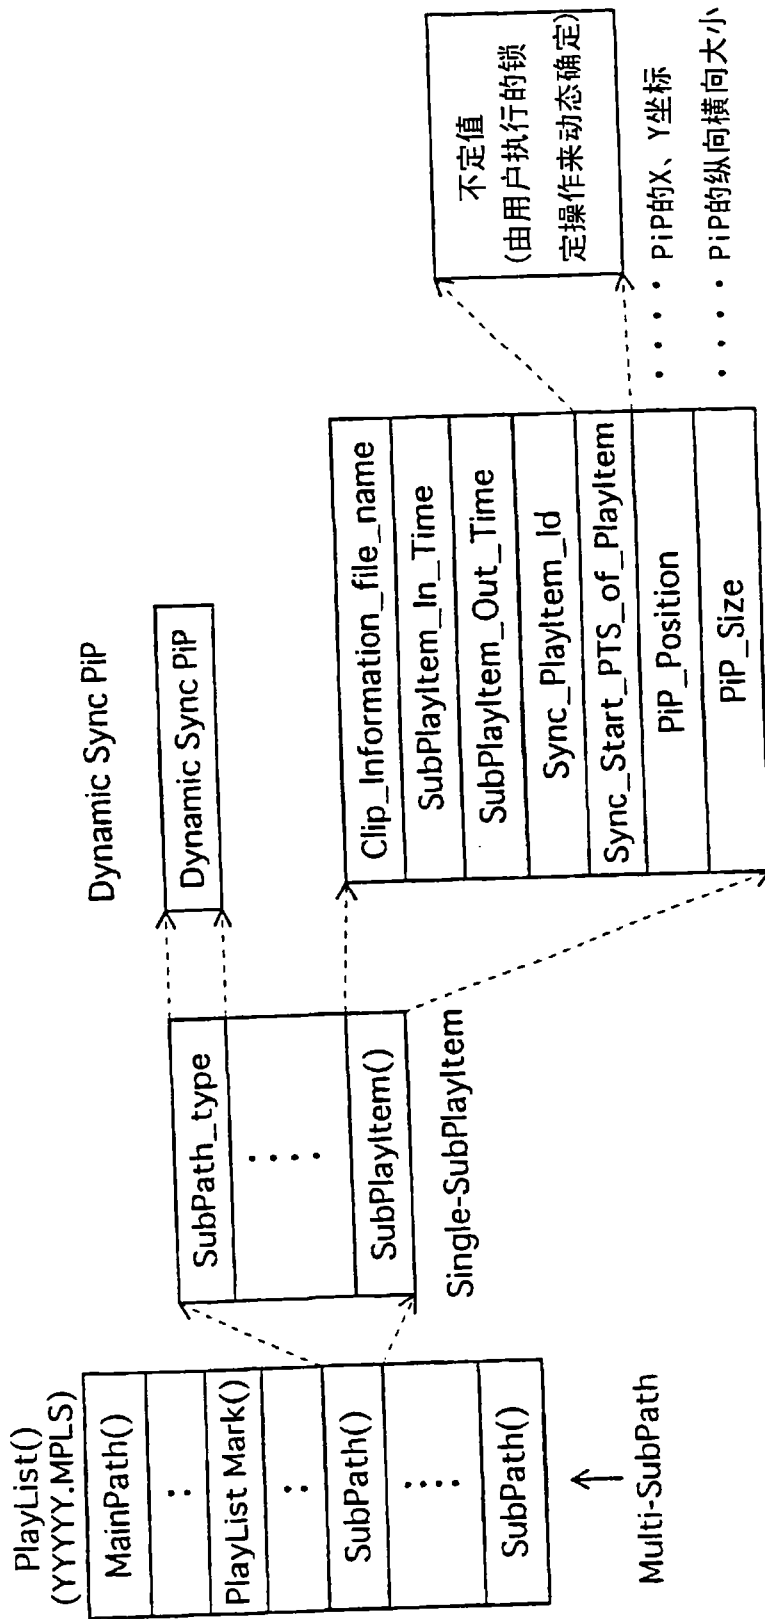 Dynamic Sync PiP
PlayList()
(YYYYY.MPLS)
MainPath()
:
PlayList Mark()
:
SubPath()
....
SubPath()
Multi-SubPath
SubPath_type
....
SubPlayItem()
Single-SubPlayItem
Dynamic Sync PiP
Clip_Information_file_name
SubPlayItem_In_Time
SubPlayItem_Out_Time
Sync_PlayItem_Id
Sync_Start_PTS_of_PlayItem
PiP_Position
PiP_Size
不定值
(由用户执行的锁
定操作来动态确定)
・・・・ PiP的X、Y坐标
・・・・ PiP的纵向横向大小